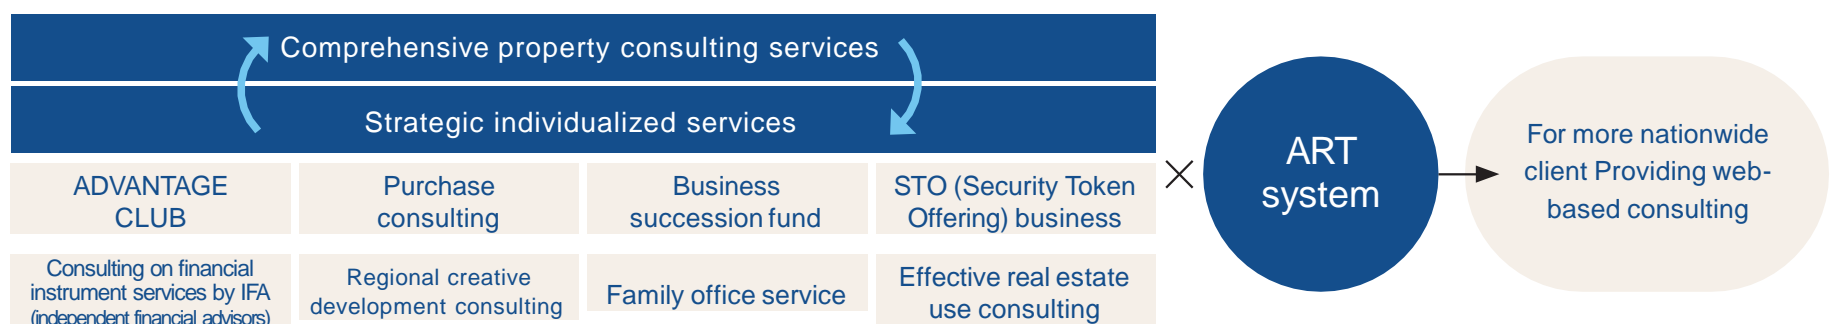 Comprehensive property consulting services
Strategic individualized services
ADVANTAGE
CLUB
Purchase
consulting
Business
succession fund
STO (Security Token
Offering) business
Consulting on financial
instrument services by IFA
(independent financial advisors)
Regional creative
development consulting
Family office service
Effective real estate
use consulting
×
ART
system
For more nationwide
client Providing web-
based consulting